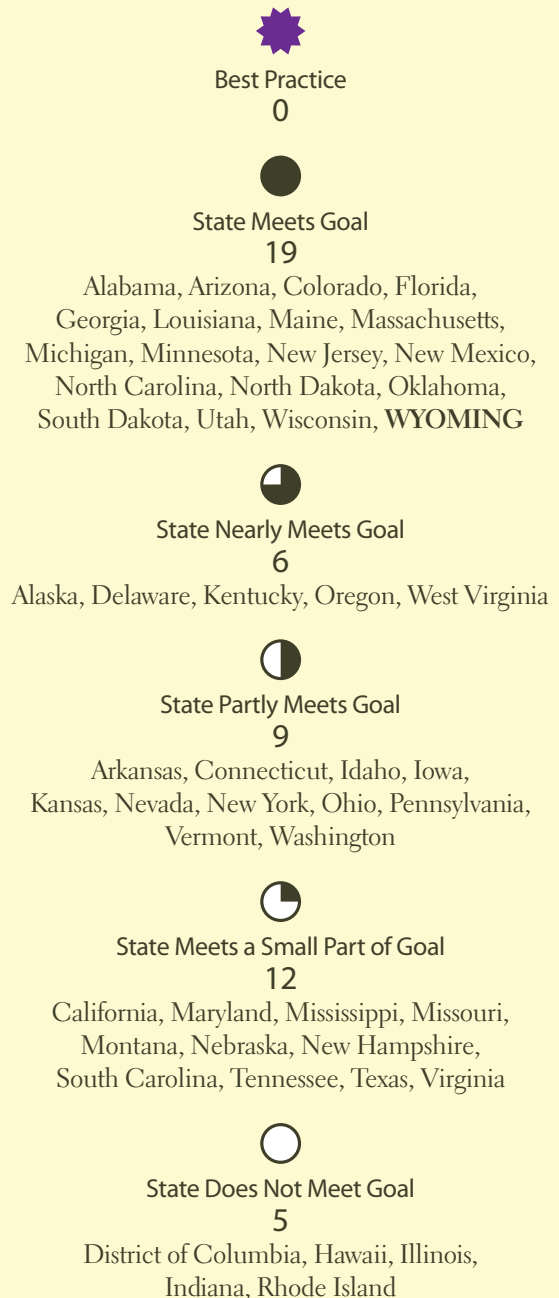 Best Practice
0
State Meets Goal
19
Alabama, Arizona, Colorado, Florida,
Georgia, Louisiana, Maine, Massachusetts,
Michigan, Minnesota, New Jersey, New Mexico,
North Carolina, North Dakota, Oklahoma,
South Dakota, Utah, Wisconsin, WYOMING
State Nearly Meets Goal
6
Alaska, Delaware, Kentucky, Oregon, West Virginia
State Partly Meets Goal
9
Arkansas, Connecticut, Idaho, Iowa,
Kansas, Nevada, New York, Ohio, Pennsylvania,
Vermont, Washington
State Meets a Small Part of Goal
12
California, Maryland, Mississippi, Missouri,
Montana, Nebraska, New Hampshire,
South Carolina, Tennessee, Texas, Virginia
State Does Not Meet Goal
5
District of Columbia, Hawaii, Illinois,
Indiana, Rhode Island